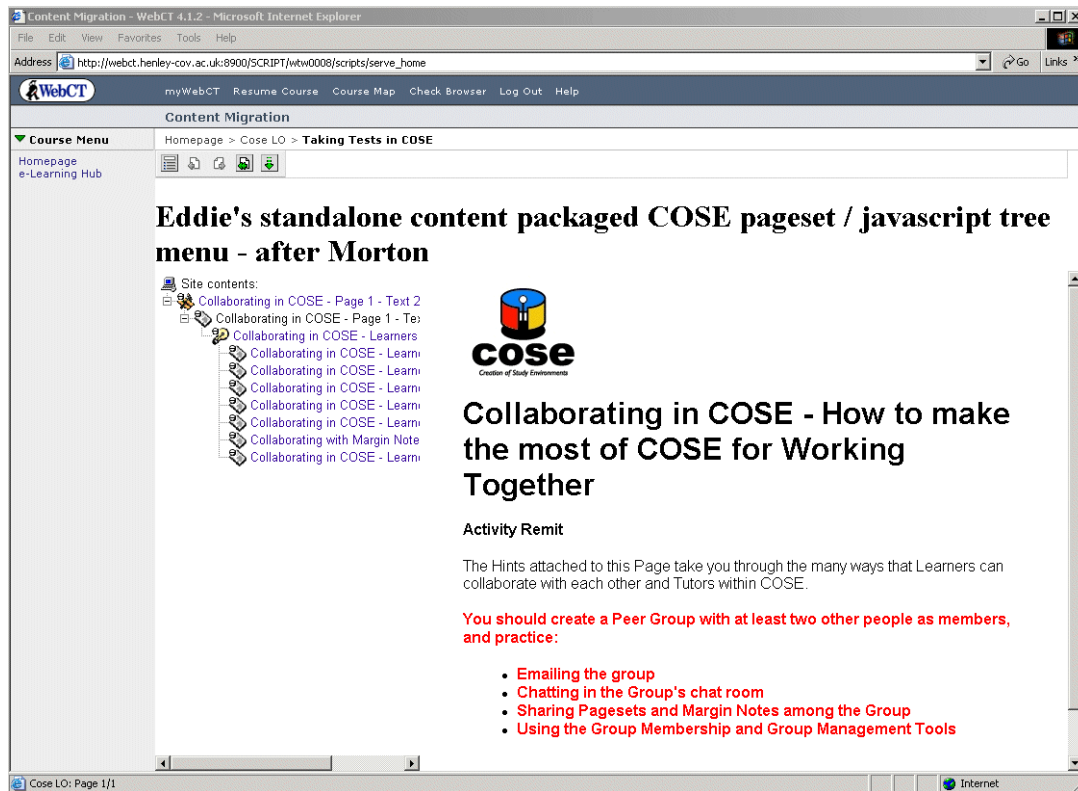 Content Migration - WebCT 4.1.2 - Microsoft Internet Explorer
File Edit View Favorites Tools Help
Address http://webct.henley-cov.ac.uk:8900/SCRIPT/wtw0008/scripts/serve_home Go Links »
WebCT myWebCT Resume Course Course Map Check Browser Log Out Help
Content Migration
Course Menu Homepage > Cose LO > Taking Tests in COSE
Homepage
e-Learning Hub
Eddie's standalone content packaged COSE pageset / javascript tree
menu - after Morton
Site contents:
Collaborating in COSE - Page 1 - Text 2
Collaborating in COSE - Page 1 - Te
Collaborating in COSE - Learners
Collaborating in COSE - Learn
Collaborating in COSE - Learn
Collaborating in COSE - Learn
Collaborating in COSE - Learn
Collaborating in COSE - Learn
Collaborating with Margin Note
Collaborating in COSE - Learn
cose
Creation of Study Environments
Collaborating in COSE - How to make
the most of COSE for Working
Together
Activity Remit
The Hints attached to this Page take you through the many ways that Learners can
collaborate with each other and Tutors within COSE.
You should create a Peer Group with at least two other people as members,
and practice:
• Emailing the group
• Chatting in the Group's chat room
• Sharing Pagesets and Margin Notes among the Group
• Using the Group Membership and Group Management Tools
Cose LO: Page 1/1 Internet